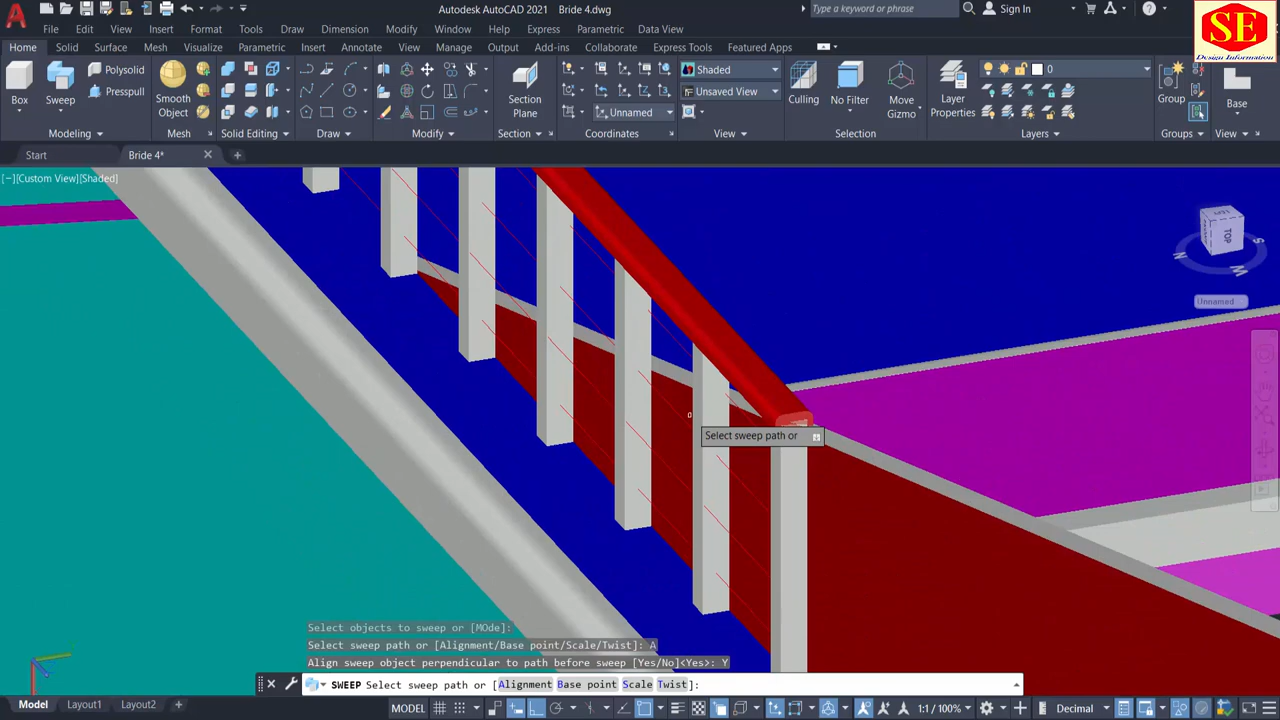 Autodesk AutoCAD 2021 Bride 4.dwg
Type a keyword or phrase
Sign In
SE
Design Information
File Edit View Insert Format Tools Draw Dimension Modify Window Help Express Parametric Data View
Home Solid Surface Mesh Visualize Parametric Insert Annotate View Manage Output Add-ins Collaborate Express Tools Featured Apps
Box
Sweep
Polysolid
Presspull
Smooth
Object
Section
Plane
Unnamed
Shaded
Unsaved View
Culling
No Filter
Move
Gizmo
Layer
Properties
0
Group
Base
Modeling Mesh Solid Editing Draw Modify Section Coordinates View Selection Layers Groups View
Start Bride 4*
[−][Custom View][Shaded]
LEFT
TOP
N
S
Unnamed
Select sweep path or
Select objects to sweep or [MOde]:
Select sweep path or [Alignment/Base point/Scale/Twist]: A
Align sweep object perpendicular to path before sweep [Yes/No]<Yes>: Y
SWEEP Select sweep path or [Alignment Base point Scale Twist]:
Model Layout1 Layout2
MODEL
1:1 / 100%
Decimal